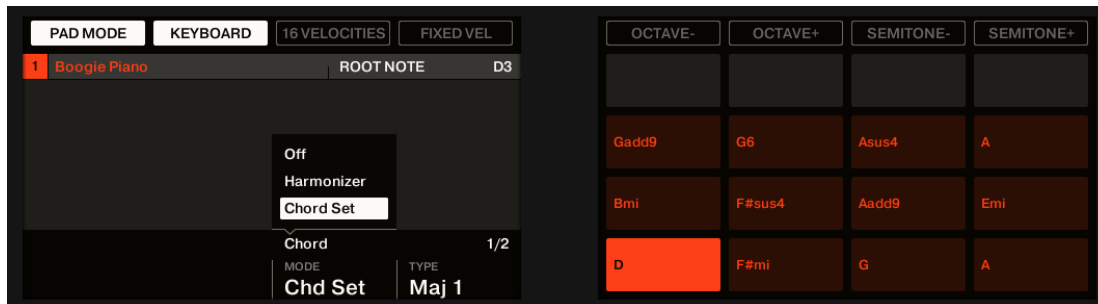 PAD MODE KEYBOARD 16 VELOCITIES FIXED VEL
1 Boogie Piano ROOT NOTE D3
Off
Harmonizer
Chord Set
Chord 1/2
MODE TYPE
Chd Set Maj 1
OCTAVE- OCTAVE+ SEMITONE- SEMITONE+
Gadd9 G6 Asus4 A
Bmi F#sus4 Aadd9 Emi
D F#mi G A